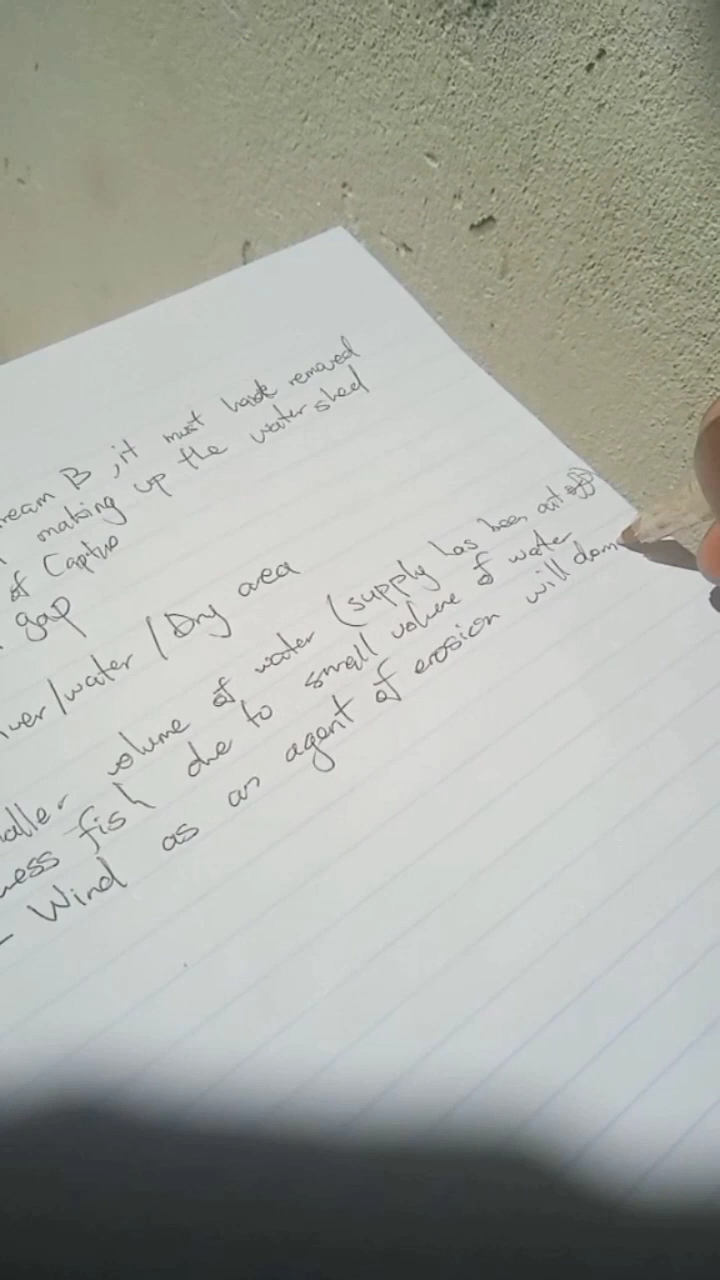 ream B, it must have removed
making up the watershed
of Captu
gap
ver/water / Dry area
aller volume of water (supply has been cut off)
ness fish due to small volume of water
- Wind as an agent of erosion will dom